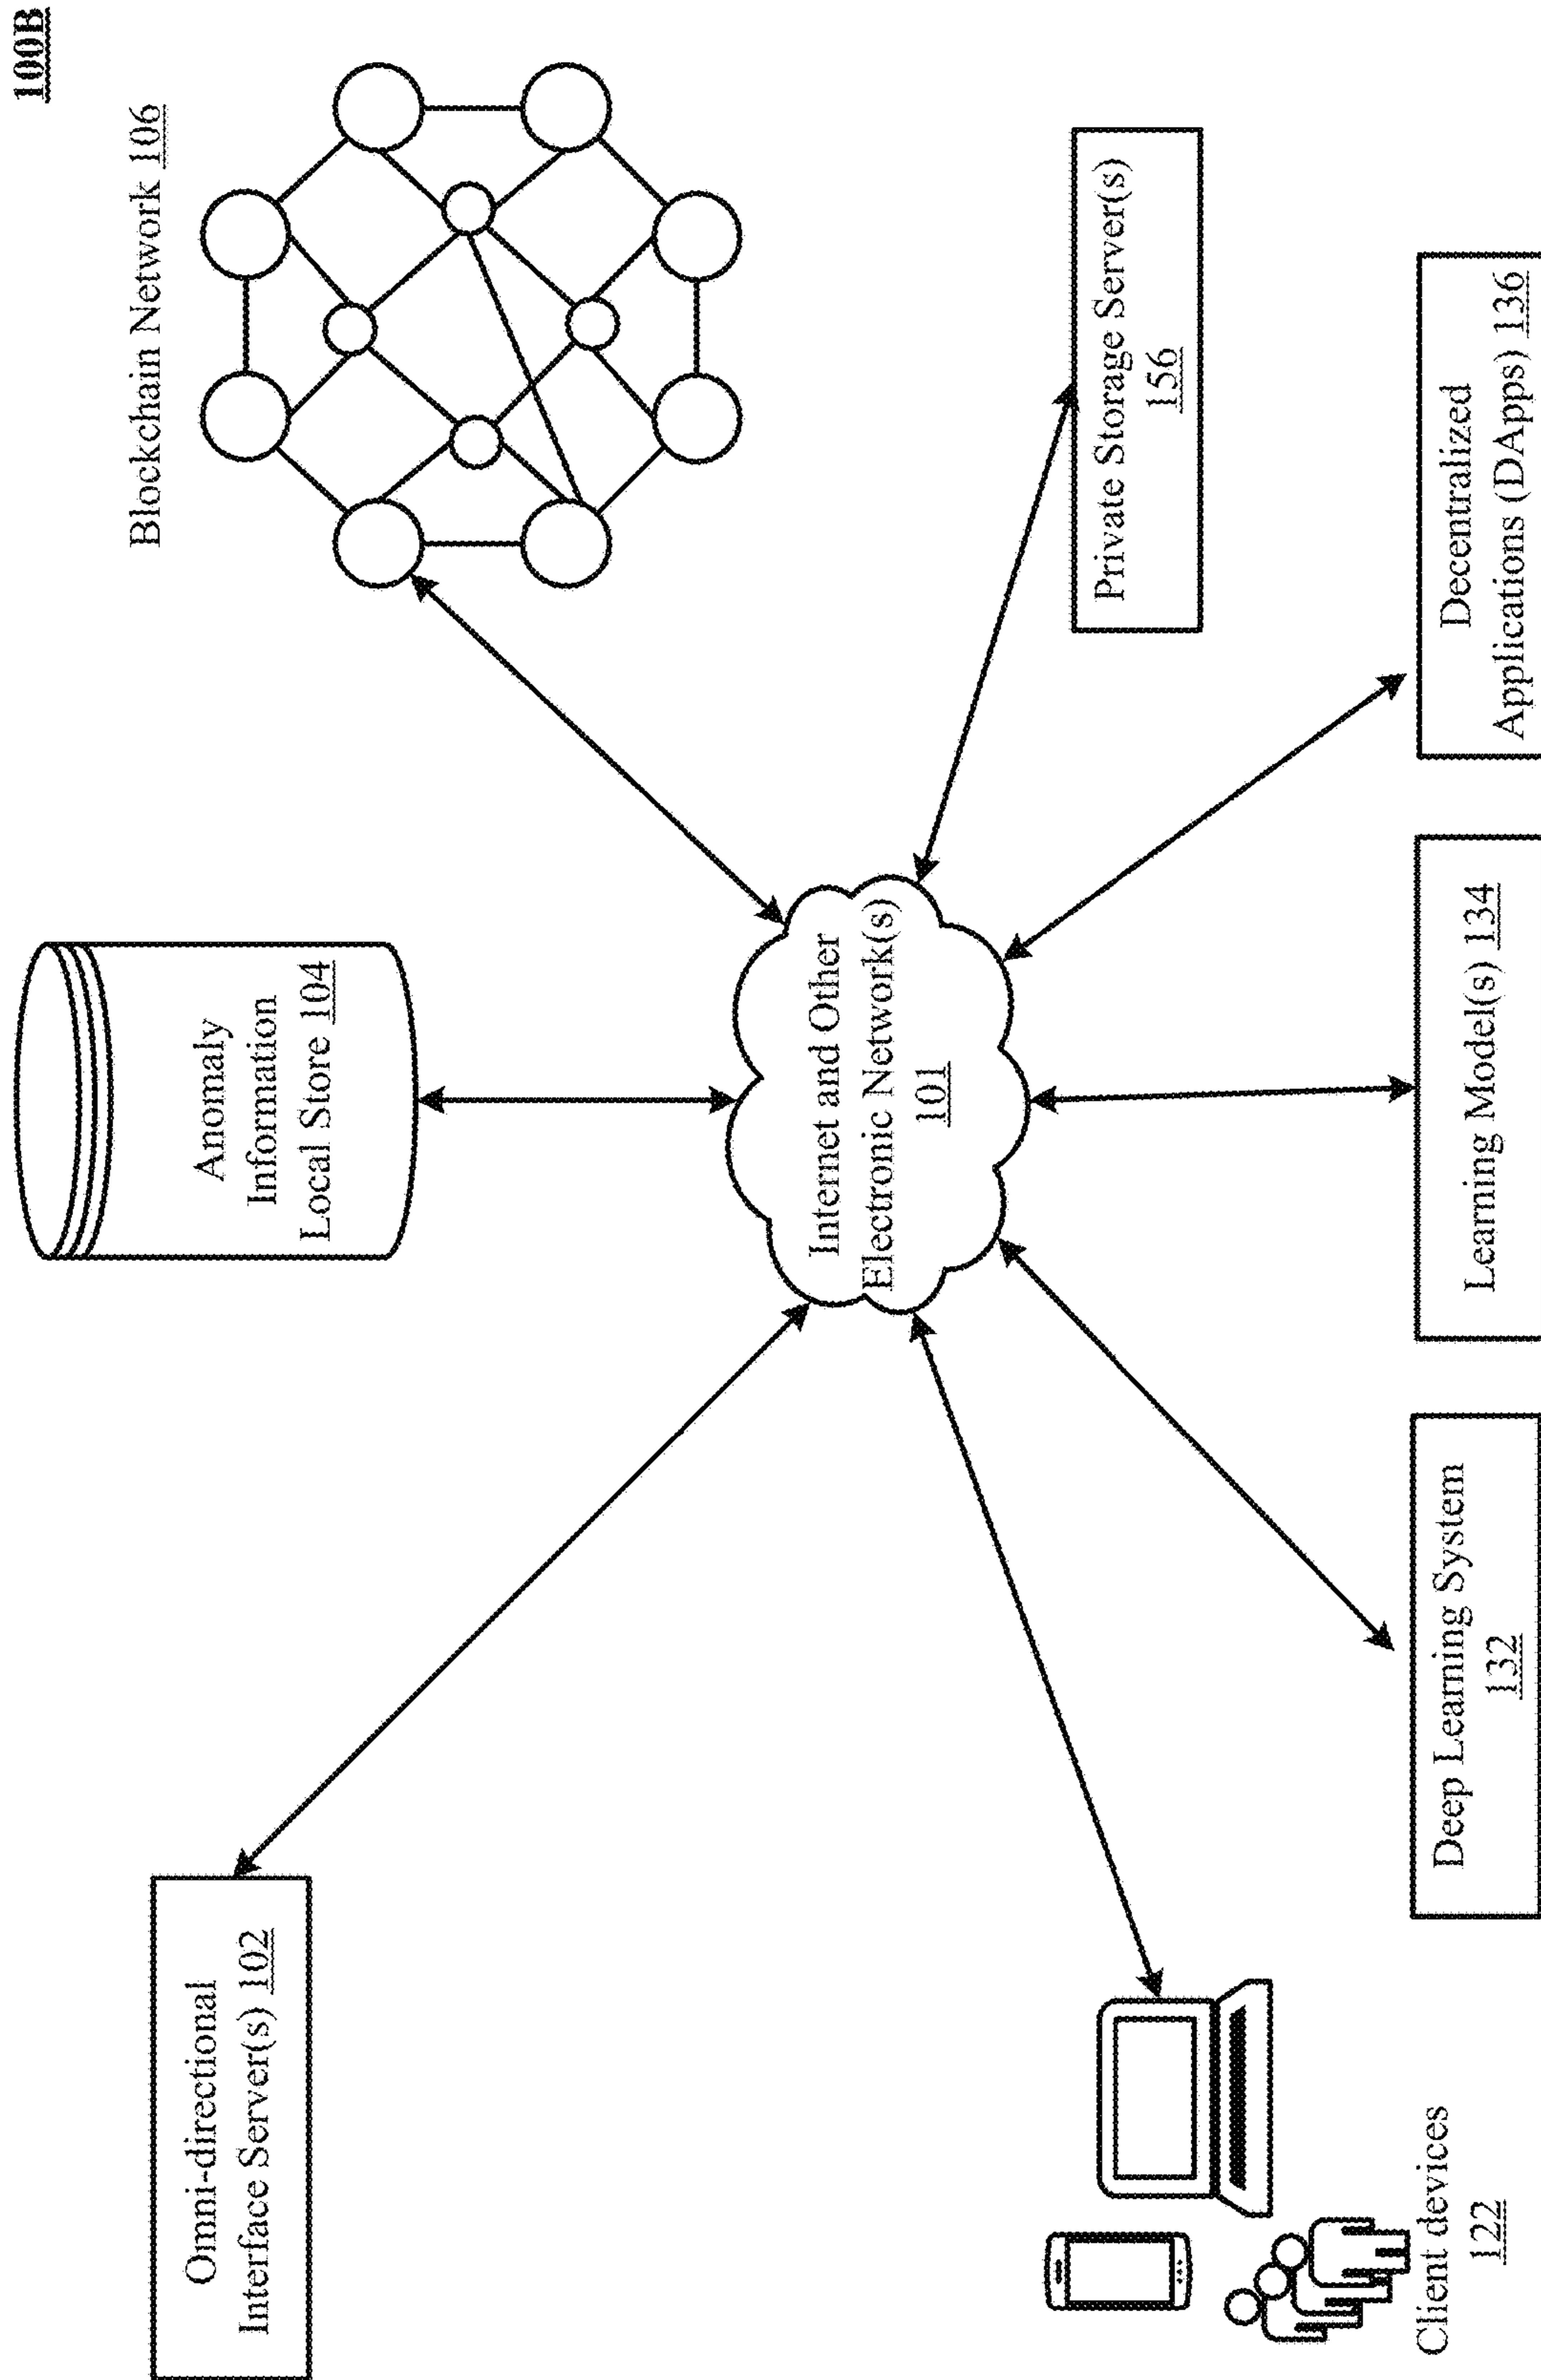 100B
Omni-directional
Interface Server(s) 102
Anomaly
Information
Local Store 104
Blockchain Network 106
Internet and Other
Electronic Network(s)
101
Private Storage Server(s)
156
Client devices
122
Deep Learning System
132
Learning Model(s) 134
Decentralized
Applications (DApps) 136